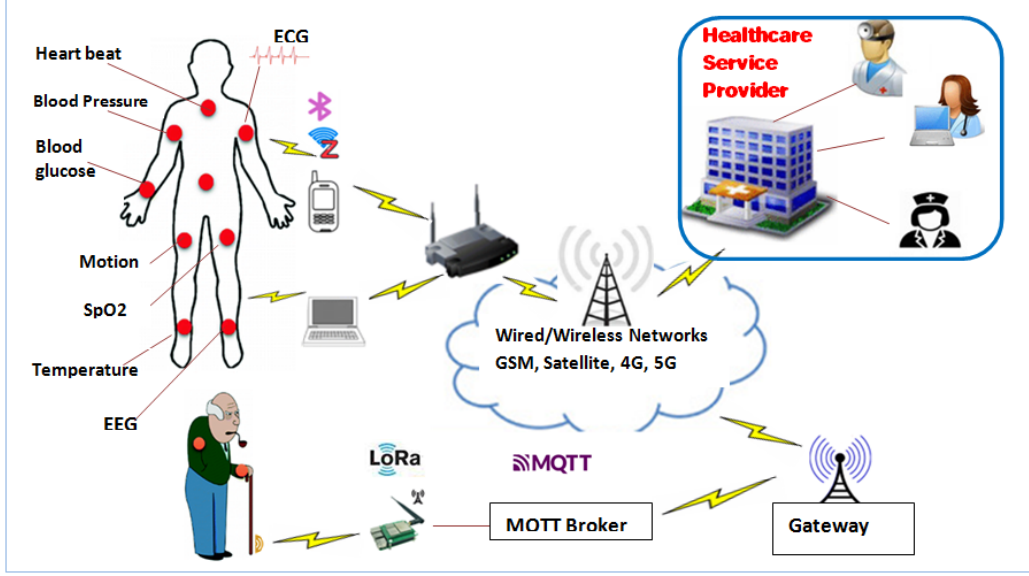 ECG
Heart beat
Blood Pressure
Blood
glucose
Motion
SpO2
Temperature
EEG
Z
Healthcare
Service
Provider
Wired/Wireless Networks
GSM, Satellite, 4G, 5G
LoRa
MQTT
MOTT Broker
Gateway